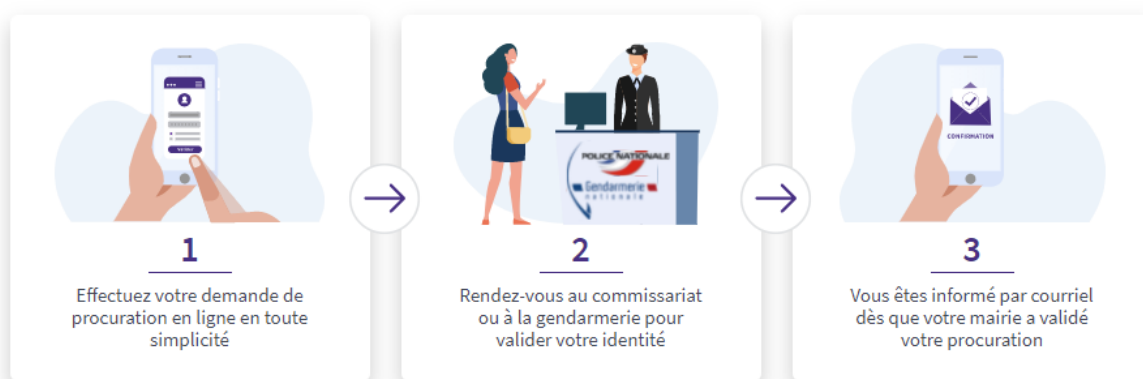 CONFIRMATION
POLICE NATIONALE
Gendarmerie
nationale
1
Effectuez votre demande de
procuration en ligne en toute
simplicité
2
Rendez-vous au commissariat
ou à la gendarmerie pour
valider votre identité
3
Vous êtes informé par courriel
dès que votre mairie a validé
votre procuration